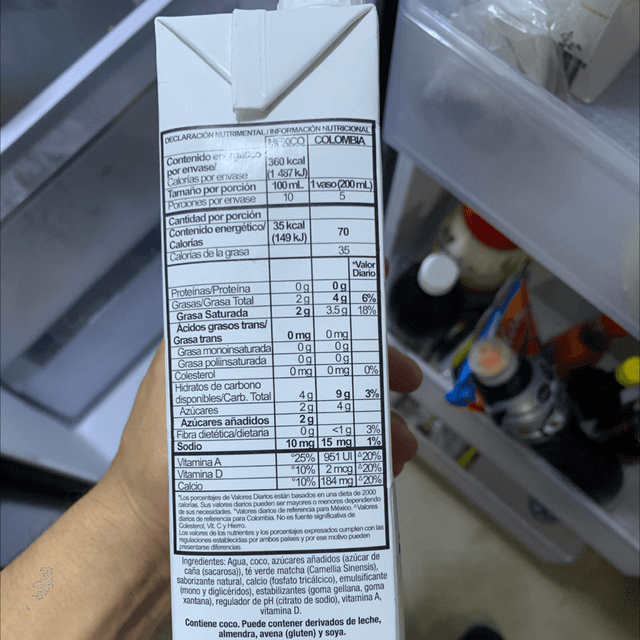 DECLARACIÓN NUTRIMENTAL / INFORMACIÓN NUTRICIONAL
MÉXICO COLOMBIA
Contenido energético
por envase/ 360 kcal
Calorías por envase (1 487 kJ)
Tamaño por porción 100 mL 1 vaso (200 mL)
Porciones por envase 10 5
Cantidad por porción
Contenido energético/ 35 kcal 70
Calorías (149 kJ)
Calorías de la grasa 35
*Valor
Diario
Proteínas/Proteína 0 g 0 g
Grasas/Grasa Total 2 g 4 g 6%
Grasa Saturada 2 g 3.5 g 18%
Ácidos grasos trans/
Grasa trans 0 mg 0 mg
Grasa monoinsaturada 0 g 0 g
Grasa poliinsaturada 0 g 0 g
Colesterol 0 mg 0 mg 0%
Hidratos de carbono
disponibles/Carb. Total 4 g 9 g 3%
Azúcares 2 g 4 g
Azúcares añadidos 2 g
Fibra dietética/dietaria 0 g <1 g 3%
Sodio 10 mg 15 mg 1%
Vitamina A °25% 951 UI ᐃ20%
Vitamina D °10% 2 mcg ᐃ20%
Calcio °10% 184 mg ᐃ20%
*Los porcentajes de Valores Diarios están basados en una dieta de 2000
calorías. Sus valores diarios pueden ser mayores o menores dependiendo
de sus necesidades. °Valores diarios de referencia para México. ᐃValores
diarios de referencia para Colombia. No es fuente significativa de
Colesterol, Vit. C y Hierro.
Los valores de los nutrientes y los porcentajes expresados cumplen con las
regulaciones establecidas por ambos países y por ese motivo pueden
presentarse diferencias.
Ingredientes: Agua, coco, azúcares añadidos (azúcar de
caña (sacarosa)), té verde matcha (Camellia Sinensis),
saborizante natural, calcio (fosfato tricálcico), emulsificante
(mono y diglicéridos), estabilizantes (goma gellana, goma
xantana), regulador de pH (citrato de sodio), vitamina A,
vitamina D.
Contiene coco. Puede contener derivados de leche,
almendra, avena (gluten) y soya.